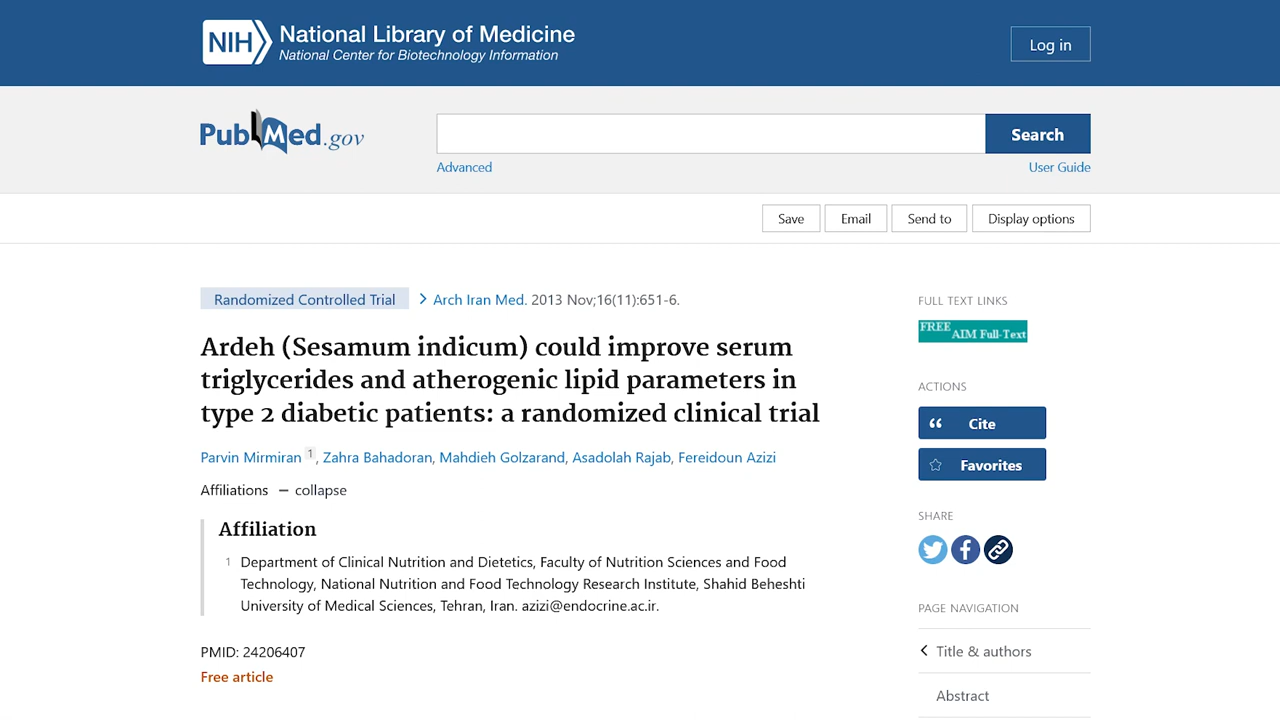 NIH National Library of Medicine
National Center for Biotechnology Information
Log in
PubMed.gov
Search
Advanced
User Guide
Save
Email
Send to
Display options
Randomized Controlled Trial
Arch Iran Med. 2013 Nov;16(11):651-6.
Ardeh (Sesamum indicum) could improve serum
triglycerides and atherogenic lipid parameters in
type 2 diabetic patients: a randomized clinical trial
Parvin Mirmiran 1, Zahra Bahadoran, Mahdieh Golzarand, Asadolah Rajab, Fereidoun Azizi
Affiliations – collapse
Affiliation
1 Department of Clinical Nutrition and Dietetics, Faculty of Nutrition Sciences and Food
Technology, National Nutrition and Food Technology Research Institute, Shahid Beheshti
University of Medical Sciences, Tehran, Iran. azizi@endocrine.ac.ir.
PMID: 24206407
Free article
FULL TEXT LINKS
FREE AIM Full-Text
ACTIONS
Cite
Favorites
SHARE
PAGE NAVIGATION
Title & authors
Abstract